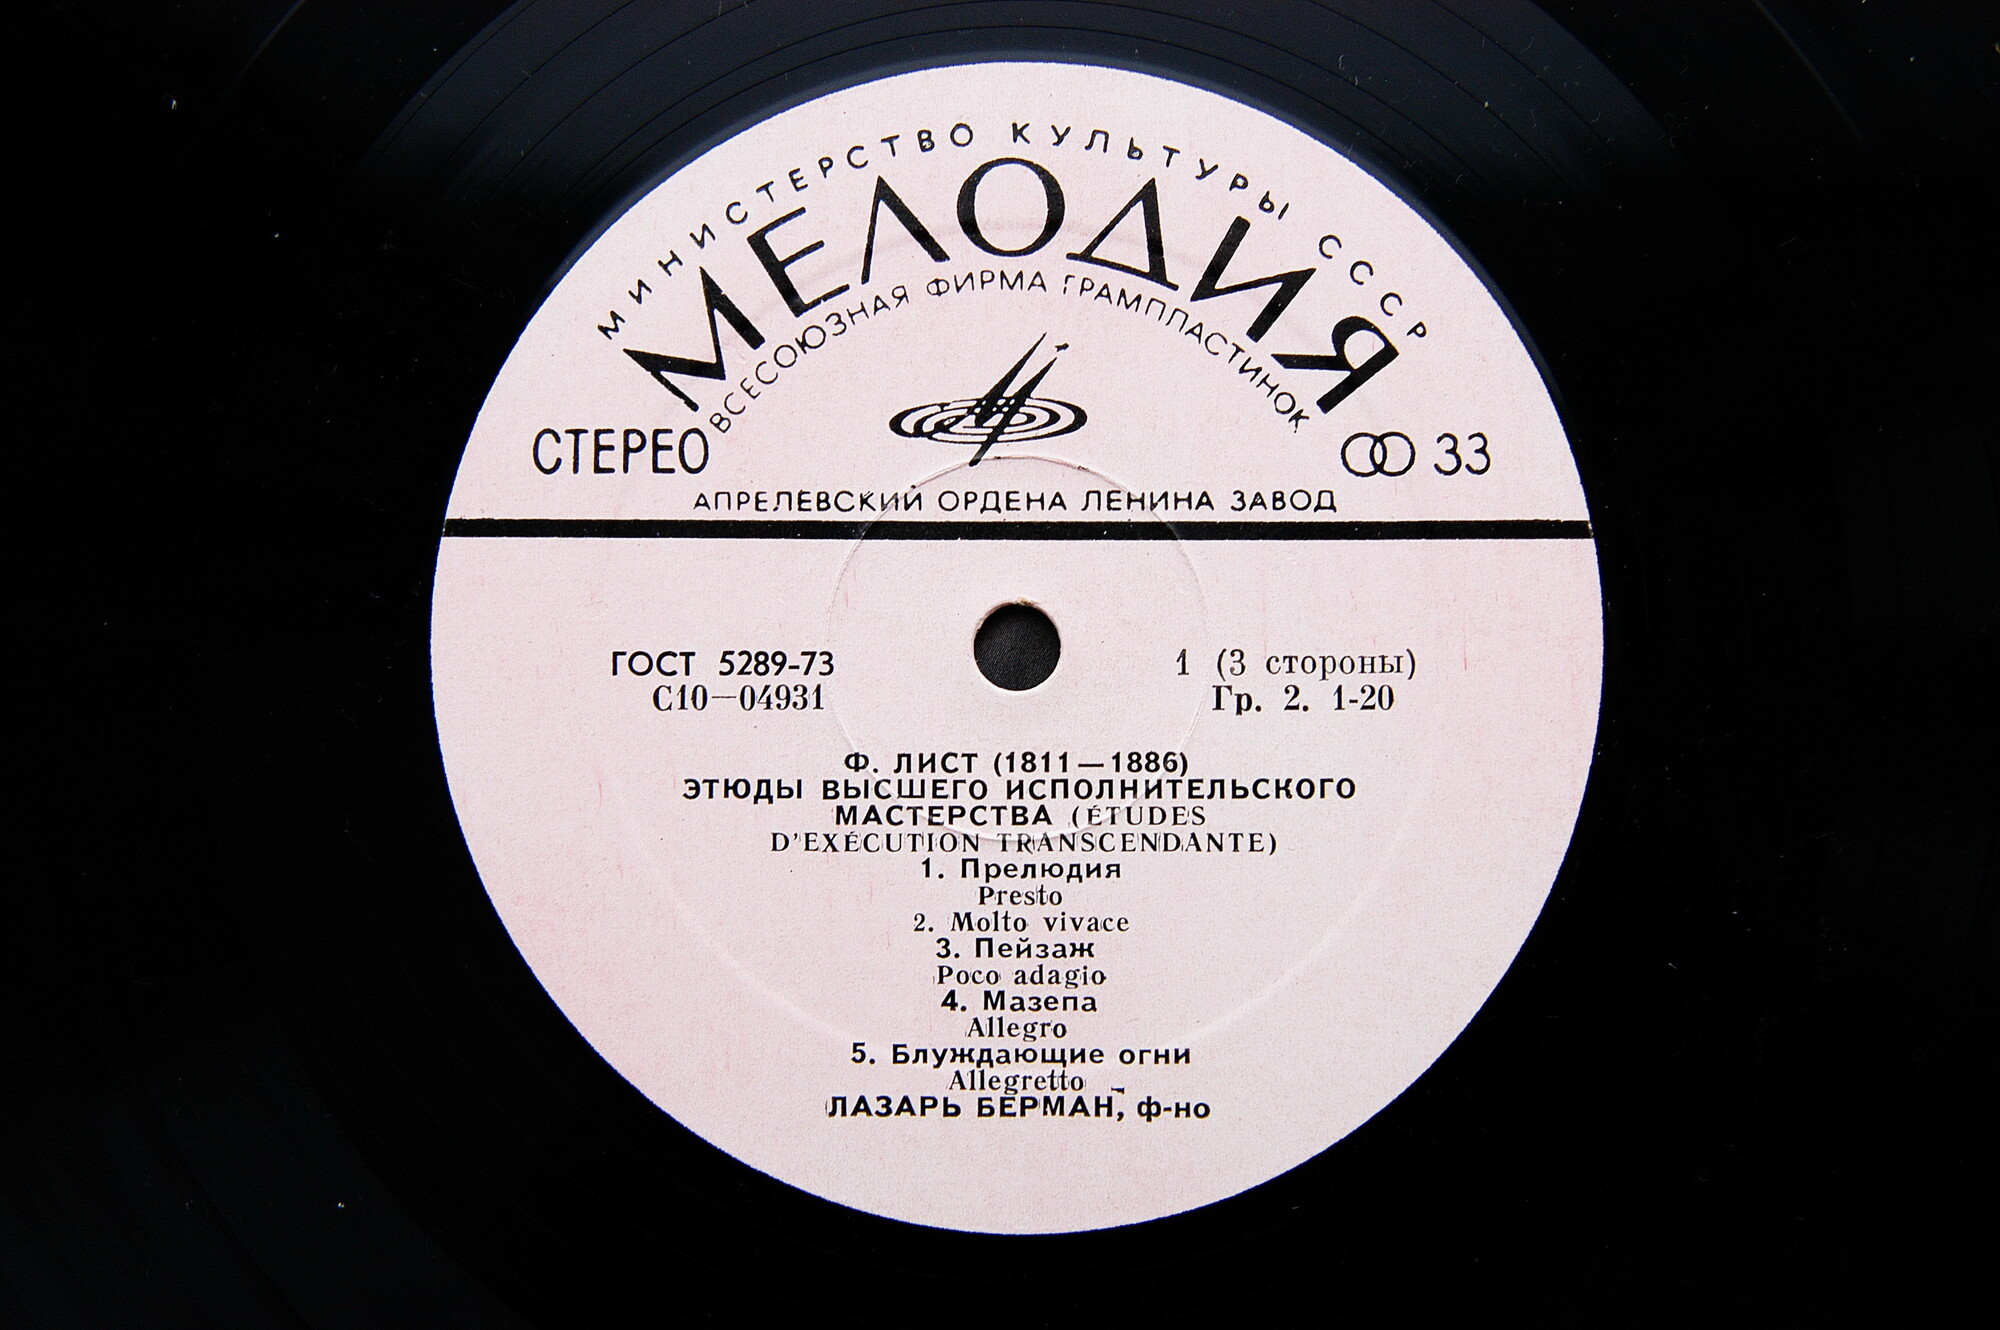 МИНИСТЕРСТВО КУЛЬТУРЫ СССР
МЕЛОДИЯ
ВСЕСОЮЗНАЯ ФИРМА ГРАМПЛАСТИНОК
СТЕРЕО
33
АПРЕЛЕВСКИЙ ОРДЕНА ЛЕНИНА ЗАВОД
ГОСТ 5289-73
С10—04931
1 (3 стороны)
Гр. 2. 1-20
Ф. ЛИСТ (1811—1886)
ЭТЮДЫ ВЫСШЕГО ИСПОЛНИТЕЛЬСКОГО
МАСТЕРСТВА (ÉTUDES
D'EXÉCUTION TRANSCENDANTE)
1. Прелюдия
Presto
2. Molto vivace
3. Пейзаж
Poco adagio
4. Мазепа
Allegro
5. Блуждающие огни
Allegretto
ЛАЗАРЬ БЕРМАН, ф-но